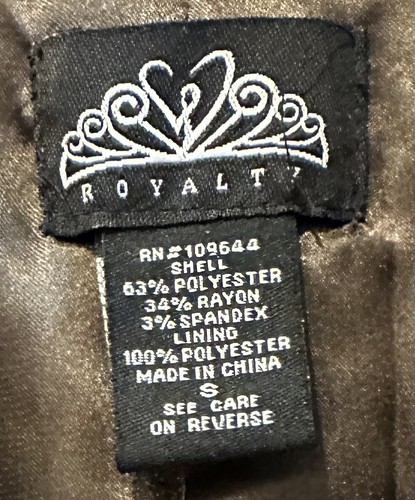 ROYALTY
RN#109644
SHELL
63% POLYESTER
34% RAYON
3% SPANDEX
LINING
100% POLYESTER
MADE IN CHINA
S
SEE CARE
ON REVERSE